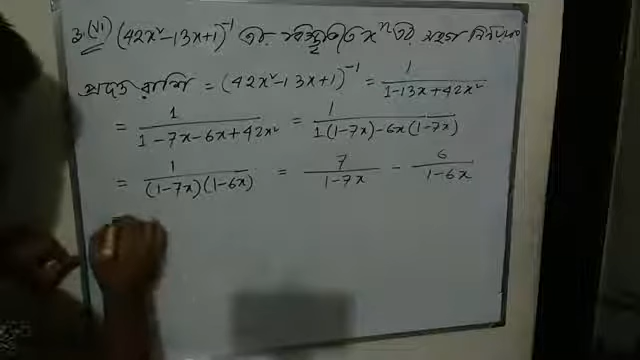 3.(vi) (42x²-13x+1)⁻¹ এর বিস্তৃতিতে xⁿ এর সহগ নির্ণয় কর
প্রদত্ত রাশি = (42x²-13x+1)⁻¹ = 1/(1-13x+42x²)
= 1/(1-7x-6x+42x²) = 1/(1(1-7x)-6x(1-7x))
= 1/((1-7x)(1-6x)) = 7/(1-7x) - 6/(1-6x)
=